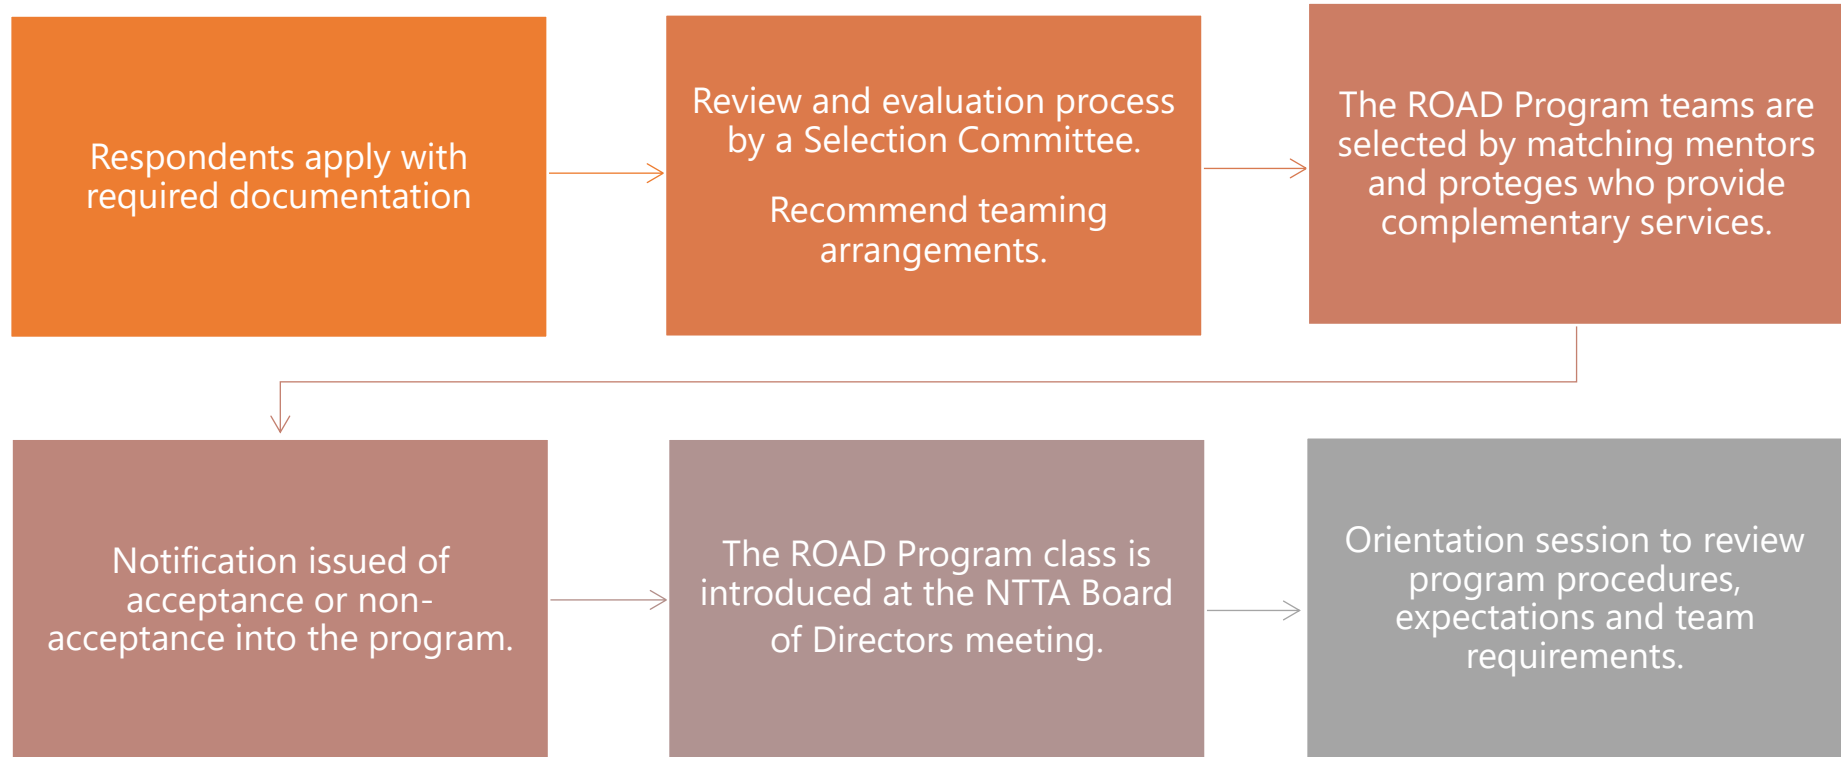 Respondents apply with
required documentation
Review and evaluation process
by a Selection Committee.
Recommend teaming
arrangements.
The ROAD Program teams are
selected by matching mentors
and proteges who provide
complementary services.
Notification issued of
acceptance or non-
acceptance into the program.
The ROAD Program class is
introduced at the NTTA Board
of Directors meeting.
Orientation session to review
program procedures,
expectations and team
requirements.